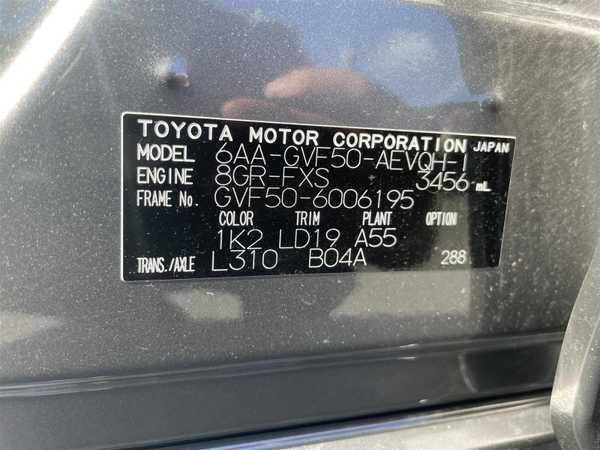 TOYOTA MOTOR CORPORATION JAPAN
MODEL 6AA-GVF50-AEVQH-I
ENGINE 8GR-FXS 3456 mL
FRAME No. GVF50-6006195
COLOR TRIM PLANT OPTION
1K2 LD19 A55
TRANS./AXLE L310 B04A 288